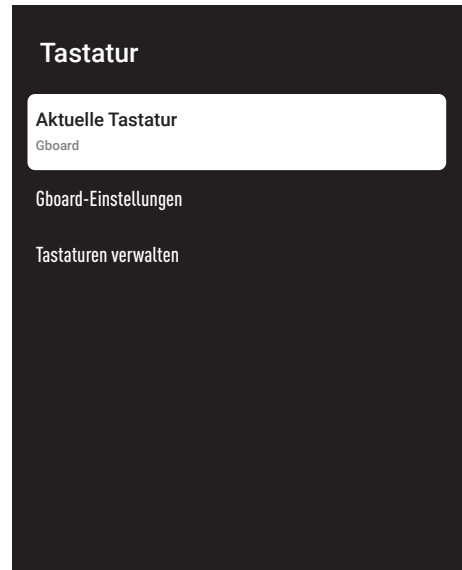 Tastatur
Aktuelle Tastatur
Gboard
Gboard-Einstellungen
Tastaturen verwalten